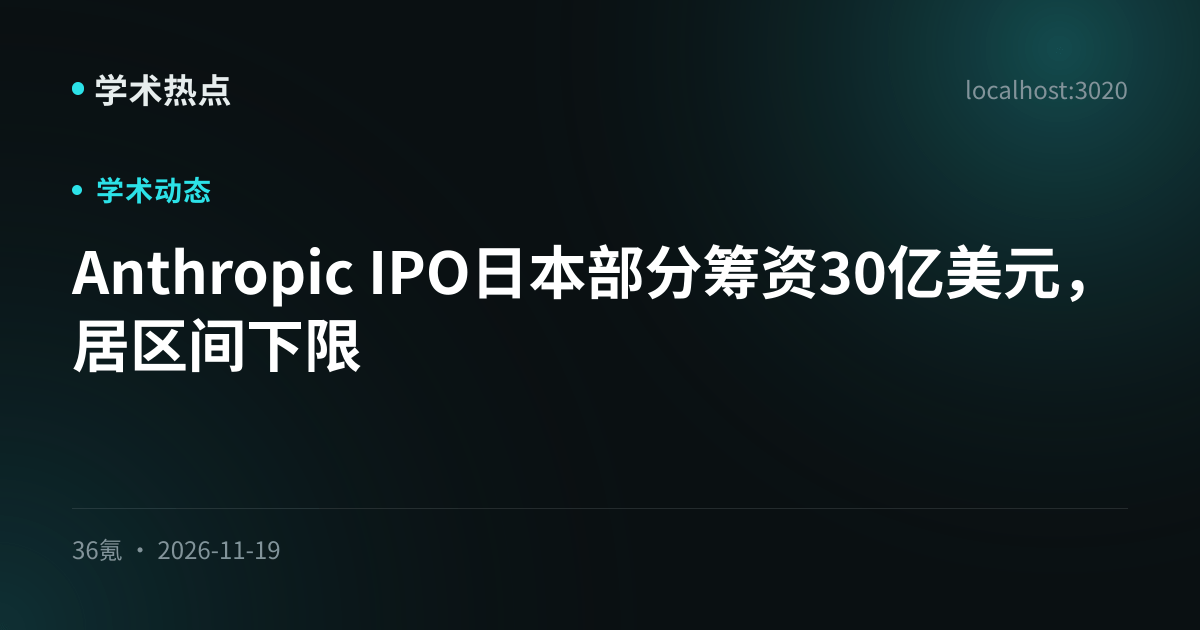 学术热点
localhost:3020
学术动态
Anthropic IPO日本部分筹资30亿美元，
居区间下限
36氪 · 2026-11-19